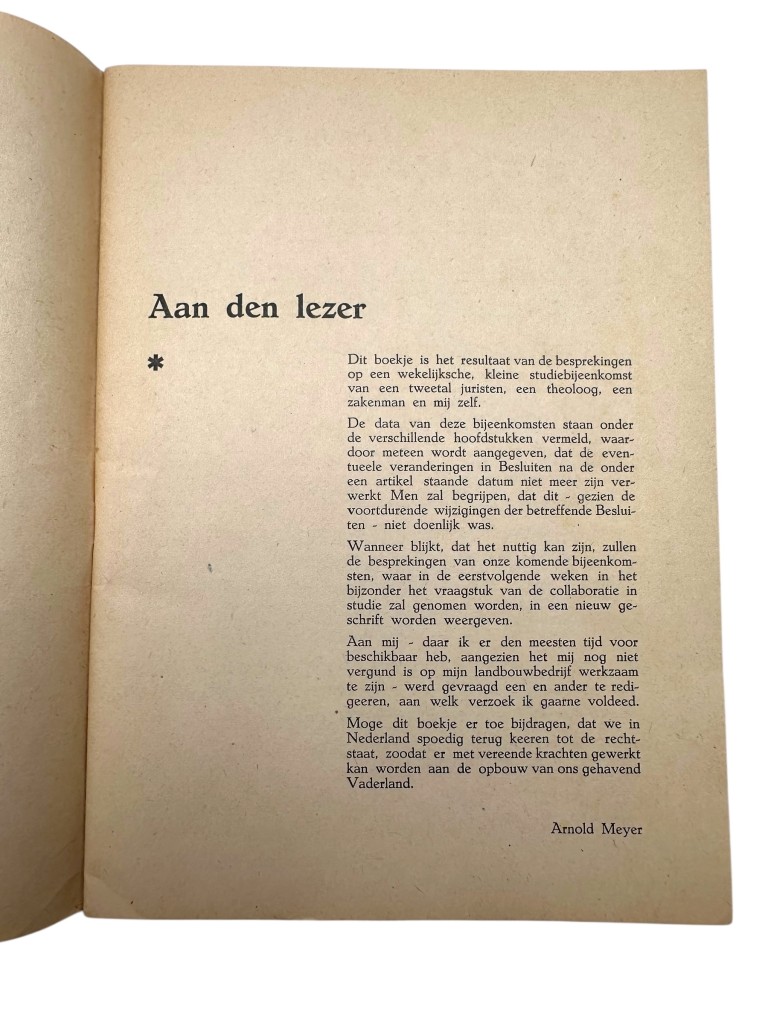 Aan den lezer
*
Dit boekje is het resultaat van de besprekingen
op een wekelijksche, kleine studiebijeenkomst
van een tweetal juristen, een theoloog, een
zakenman en mij zelf.
De data van deze bijeenkomsten staan onder
de verschillende hoofdstukken vermeld, waar-
door meteen wordt aangegeven, dat de even-
tueele veranderingen in Besluiten na de onder
een artikel staande datum niet meer zijn ver-
werkt Men zal begrijpen, dat dit - gezien de
voortdurende wijzigingen der betreffende Beslui-
ten - niet doenlijk was.
Wanneer blijkt, dat het nuttig kan zijn, zullen
de besprekingen van onze komende bijeenkom-
sten, waar in de eerstvolgende weken in het
bijzonder het vraagstuk van de collaboratie in
studie zal genomen worden, in een nieuw ge-
schrift worden weergeven.
Aan mij - daar ik er den meesten tijd voor
beschikbaar heb, aangezien het mij nog niet
vergund is op mijn landbouwbedrijf werkzaam
te zijn - werd gevraagd een en ander te redi-
geeren, aan welk verzoek ik gaarne voldeed.
Moge dit boekje er toe bijdragen, dat we in
Nederland spoedig terug keeren tot de recht-
staat, zoodat er met vereende krachten gewerkt
kan worden aan de opbouw van ons gehavend
Vaderland.
Arnold Meyer